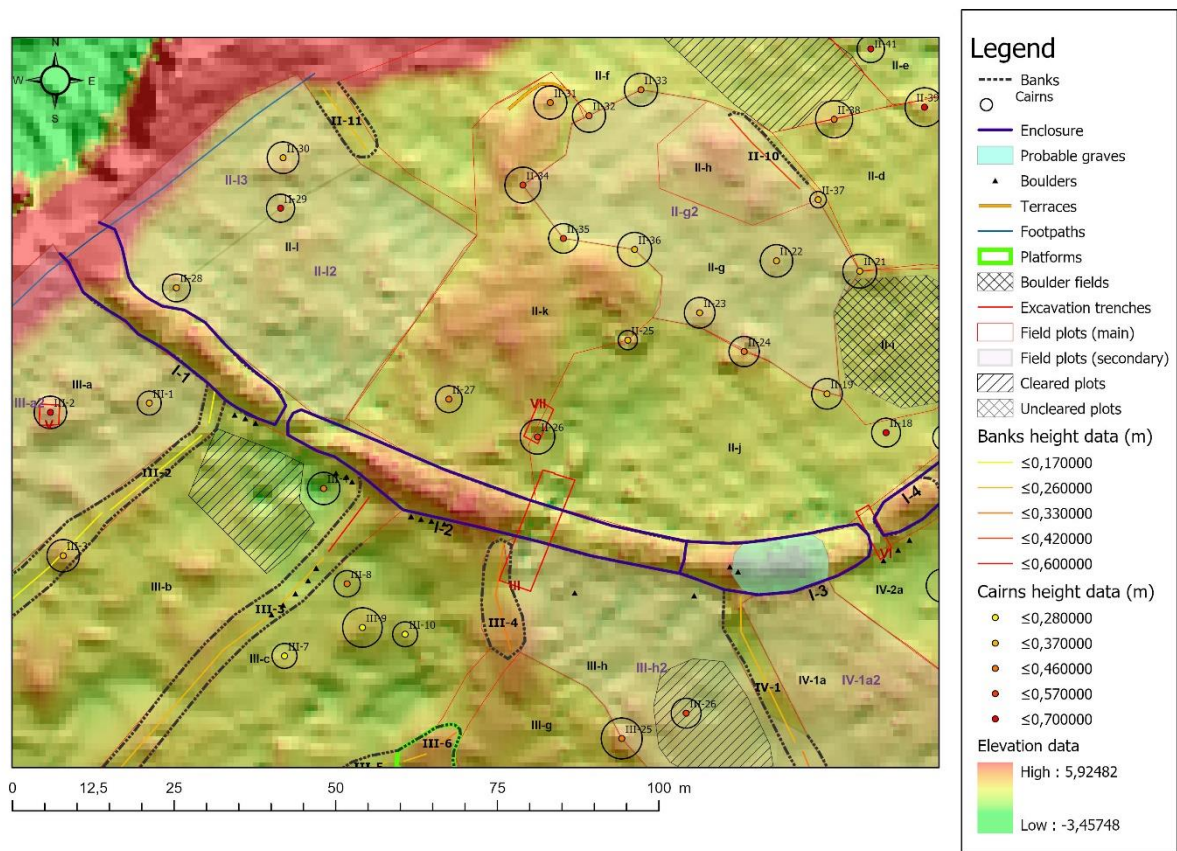 N
W
E
S
II-41
II-e
II-f
II-33
II-31
II-32
II-38
II-39
II-11
II-10
II-30
II-l3
II-34
II-h
II-d
II-37
II-29
II-g2
II-35
II-36
II-l
II-22
II-g
II-21
II-l2
II-28
II-k
II-23
II-25
II-24
II-i
I-1
III-a
II-27
II-19
III-a2
III-2
III-1
V
VII
II-26
II-18
II-j
III-2
I-4
I-2
VI
III-3
III
III-b
III-8
I-3
IV-2a
III-3
III-9
III-10
III-4
III-c
III-7
III-h
III-h2
IV-1
IV-1a
IV-1a2
III-26
III-g
III-25
III-6
III-5
0
12,5
25
50
75
100 m
Legend
Banks
Cairns
Enclosure
Probable graves
Boulders
Terraces
Footpaths
Platforms
Boulder fields
Excavation trenches
Field plots (main)
Field plots (secondary)
Cleared plots
Uncleared plots
Banks height data (m)
≤0,170000
≤0,260000
≤0,330000
≤0,420000
≤0,600000
Cairns height data (m)
≤0,280000
≤0,370000
≤0,460000
≤0,570000
≤0,700000
Elevation data
High : 5,92482
Low : -3,45748